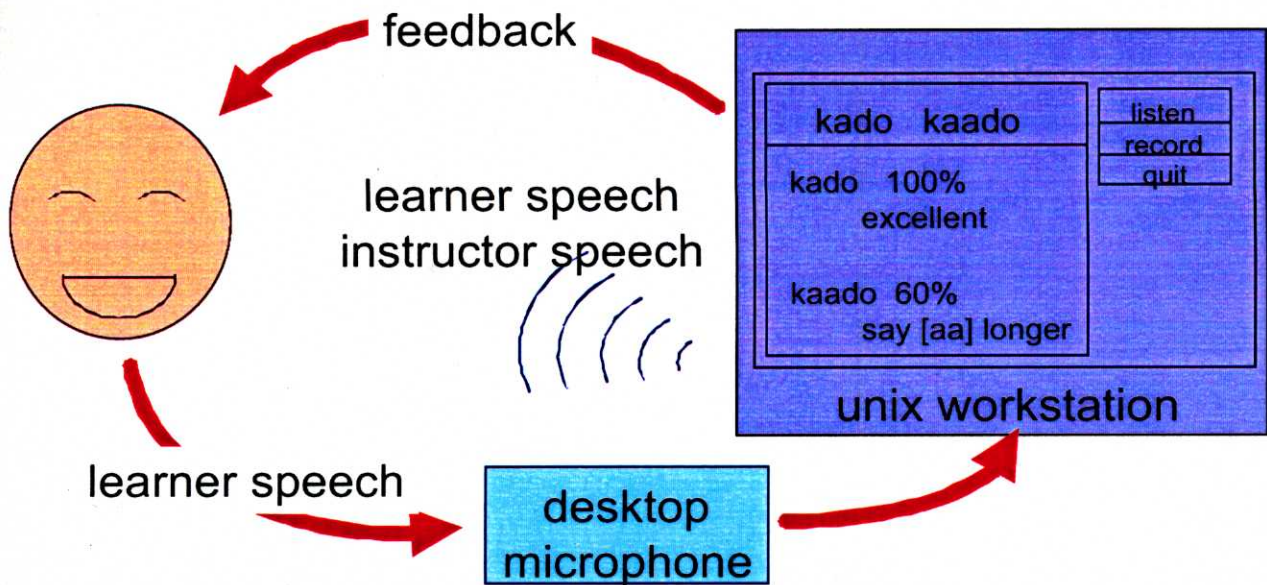 feedback
kado kaado
listen
record
quit
kado 100%
excellent
kaado 60%
say [aa] longer
unix workstation
learner speech
instructor speech
learner speech
desktop
microphone